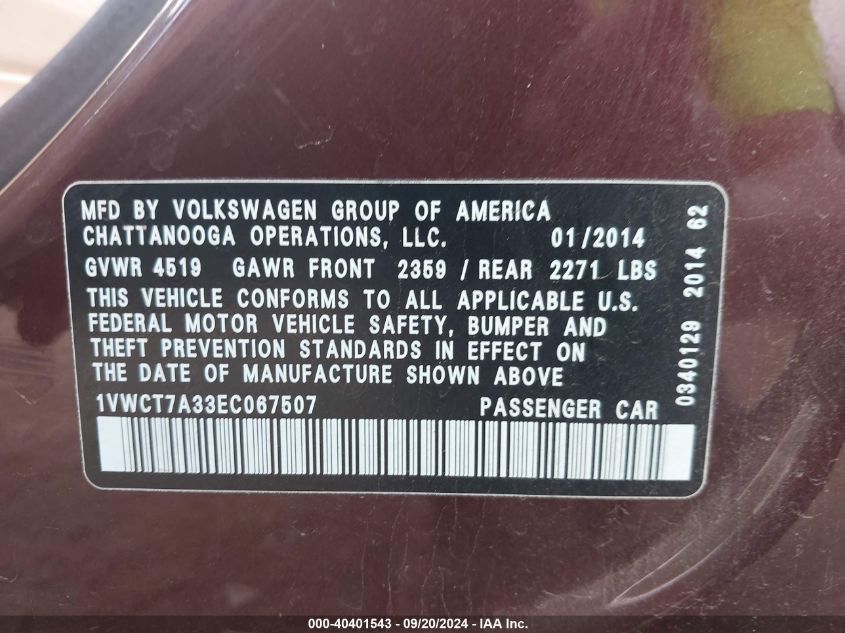 MFD BY VOLKSWAGEN GROUP OF AMERICA
CHATTANOOGA OPERATIONS, LLC. 01/2014
GVWR 4519 GAWR FRONT 2359 / REAR 2271 LBS
THIS VEHICLE CONFORMS TO ALL APPLICABLE U.S.
FEDERAL MOTOR VEHICLE SAFETY, BUMPER AND
THEFT PREVENTION STANDARDS IN EFFECT ON
THE DATE OF MANUFACTURE SHOWN ABOVE
1VWCT7A33EC067507 PASSENGER CAR
0340129 2014 62
000-40401543 - 09/20/2024 - IAA Inc.